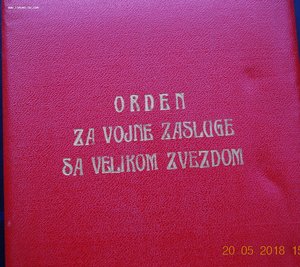 ORDEN
ZA VOJNE ZASLUGE
SA VELIKOM ZVEZDOM
20 05 2018